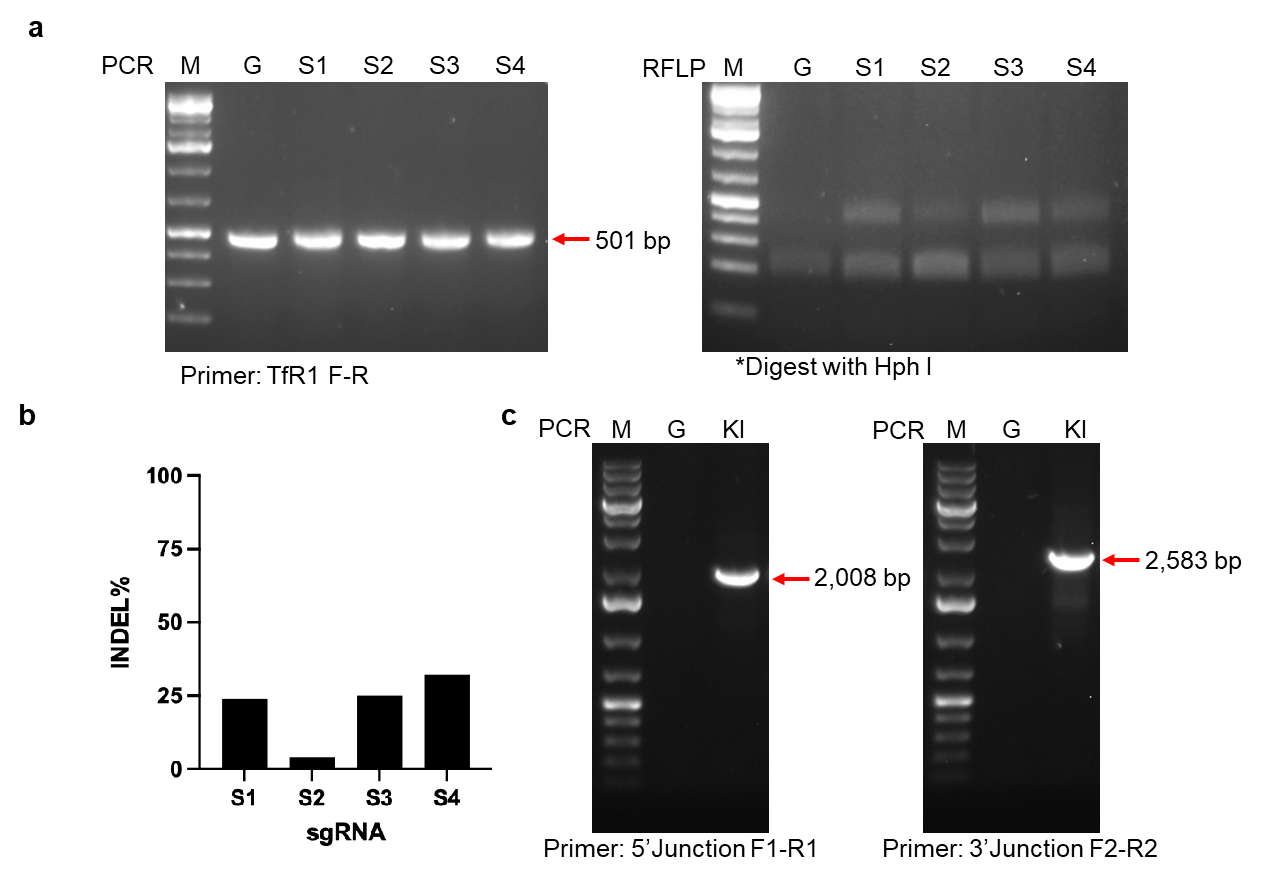 a
PCR M G S1 S2 S3 S4
501 bp
Primer: TfR1 F-R
RFLP M G S1 S2 S3 S4
*Digest with Hph I
b
100
75
50
25
0
INDEL%
S1 S2 S3 S4
sgRNA
c
PCR M G KI
2,008 bp
Primer: 5’Junction F1-R1
PCR M G KI
2,583 bp
Primer: 3’Junction F2-R2